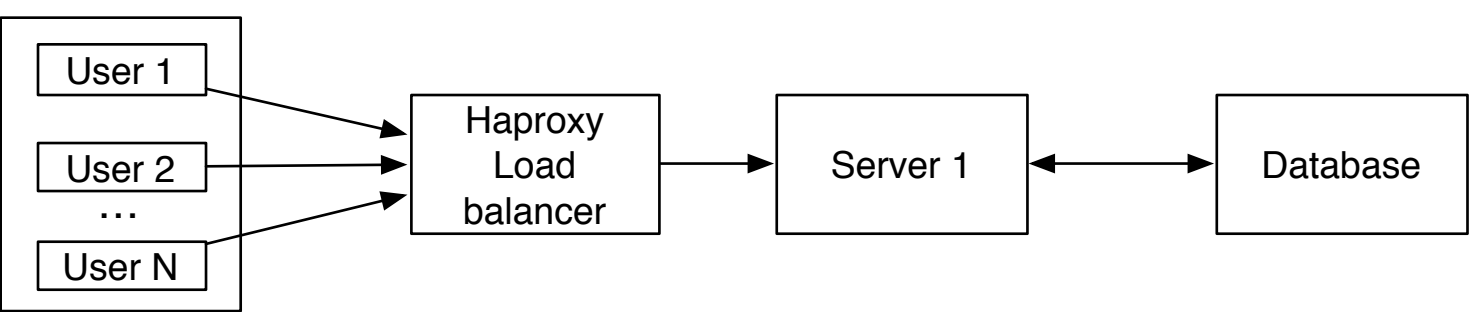 User 1
User 2
...
User N
Haproxy
Load
balancer
Server 1
Database